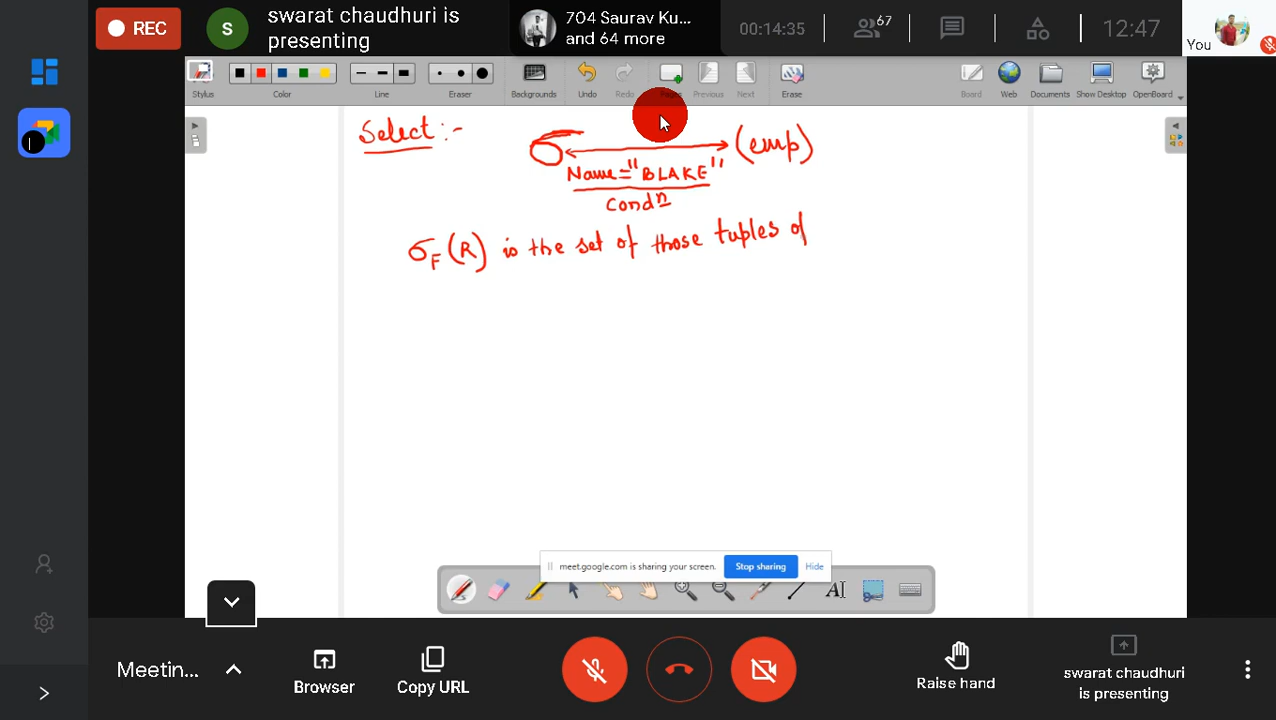 REC
S
swarat chaudhuri is
presenting
704 Saurav Ku...
and 64 more
00:14:35
67
12:47
You
Stylus
Color
Line
Eraser
Backgrounds
Undo
Redo
Pages
Previous
Next
Erase
Board
Web
Documents
Show Desktop
OpenBoard
Select :-
σ (emp)
Name="BLAKE"
Condⁿ
σF(R) is the set of those tuples of
meet.google.com is sharing your screen.
Stop sharing
Hide
AI
Meetin...
Browser
Copy URL
Raise hand
swarat chaudhuri
is presenting